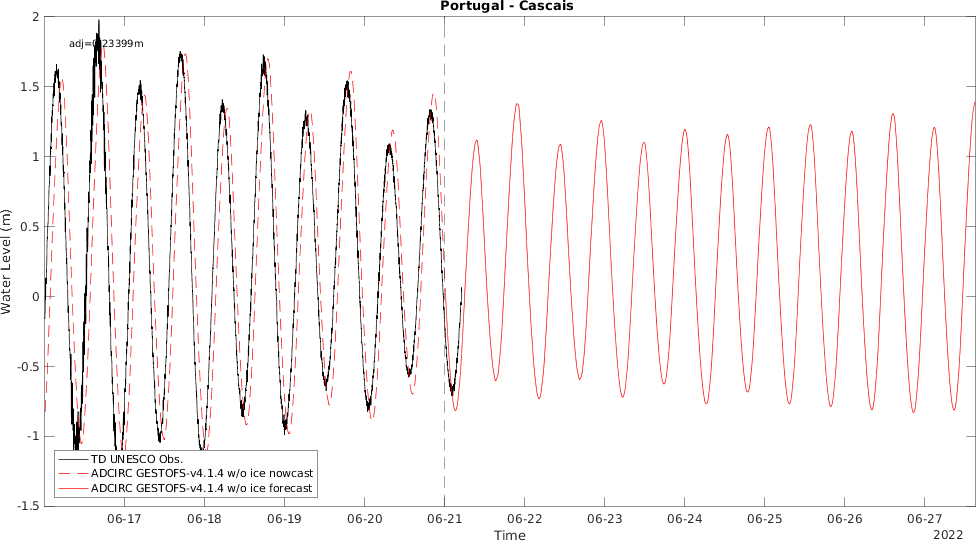 Portugal - Cascais
2
1.5
1
0.5
0
-0.5
-1
-1.5
Water Level (m)
TD UNESCO Obs.
ADCIRC GESTOFS-v4.1.4 w/o ice nowcast
ADCIRC GESTOFS-v4.1.4 w/o ice forecast
06-17 06-18 06-19 06-20 06-21 06-22 06-23 06-24 06-25 06-26 06-27
Time
2022